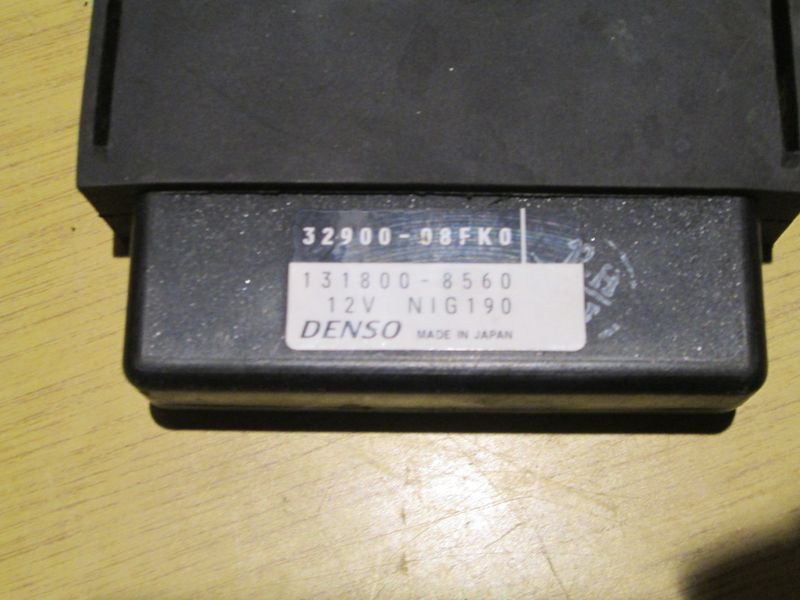 32900-08FK0
131800-8560
12V NIG190
DENSO MADE IN JAPAN